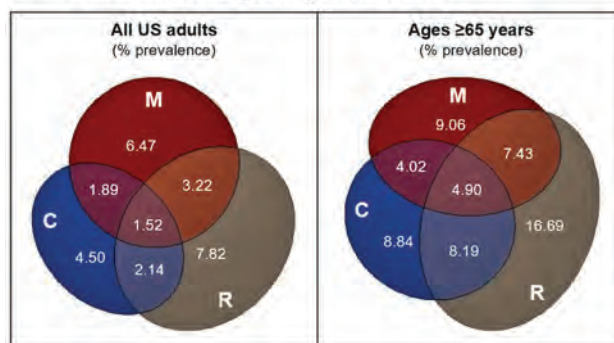 All US adults
(% prevalence)
M
6.47
1.89
3.22
1.52
C
4.50
2.14
7.82
R
Ages ≥65 years
(% prevalence)
M
9.06
4.02
7.43
4.90
C
8.84
8.19
16.69
R